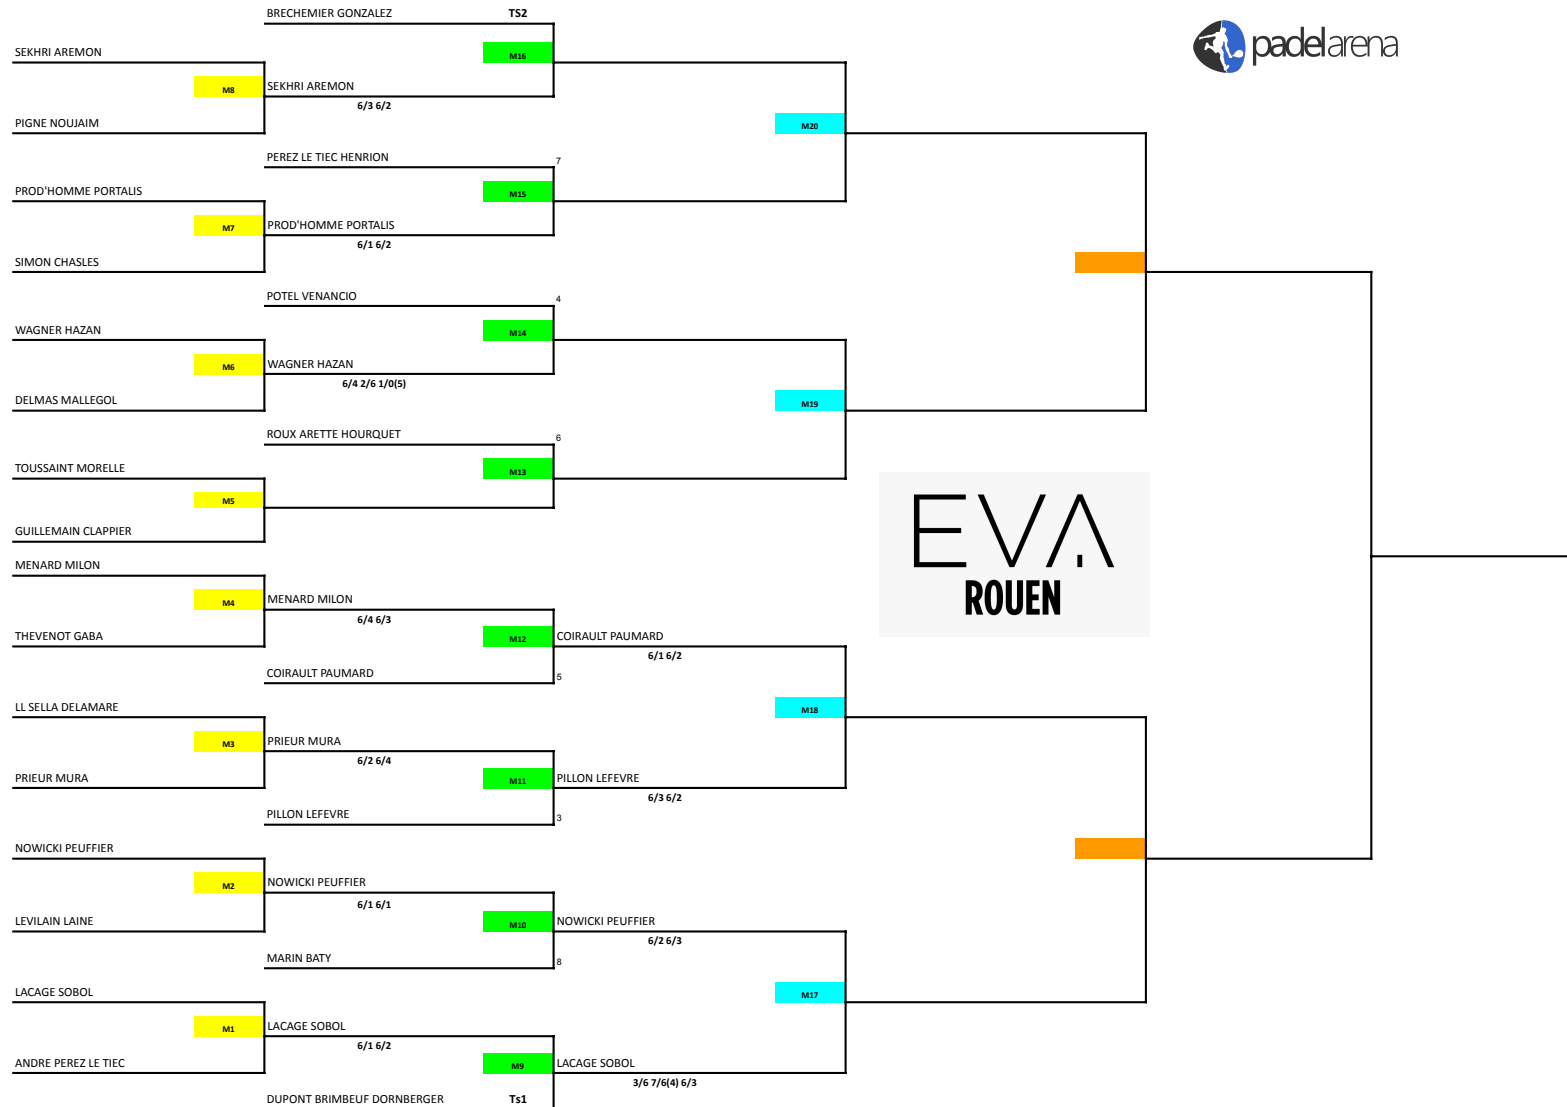 BRECHEMIER GONZALEZ TS2
SEKHRI AREMON
M16
padelarena
M8
SEKHRI AREMON
6/3 6/2
PIGNE NOUJAIM
M20
PEREZ LE TIEC HENRION 7
PROD'HOMME PORTALIS
M15
M7
PROD'HOMME PORTALIS
6/1 6/2
SIMON CHASLES
POTEL VENANCIO 4
WAGNER HAZAN
M14
M6
WAGNER HAZAN
6/4 2/6 1/0(5)
DELMAS MALLEGOL
M19
ROUX ARETTE HOURQUET 6
TOUSSAINT MORELLE
M13
M5
GUILLEMAIN CLAPPIER
EVA
ROUEN
MENARD MILON
M4
MENARD MILON
6/4 6/3
THEVENOT GABA
M12
COIRAULT PAUMARD
6/1 6/2
COIRAULT PAUMARD 5
LL SELLA DELAMARE
M18
M3
PRIEUR MURA
6/2 6/4
PRIEUR MURA
M11
PILLON LEFEVRE
6/3 6/2
PILLON LEFEVRE 3
NOWICKI PEUFFIER
M2
NOWICKI PEUFFIER
6/1 6/1
LEVILAIN LAINE
M10
NOWICKI PEUFFIER
6/2 6/3
MARIN BATY 8
LACAGE SOBOL
M17
M1
LACAGE SOBOL
6/1 6/2
ANDRE PEREZ LE TIEC
M9
LACAGE SOBOL
3/6 7/6(4) 6/3
DUPONT BRIMBEUF DORNBERGER Ts1